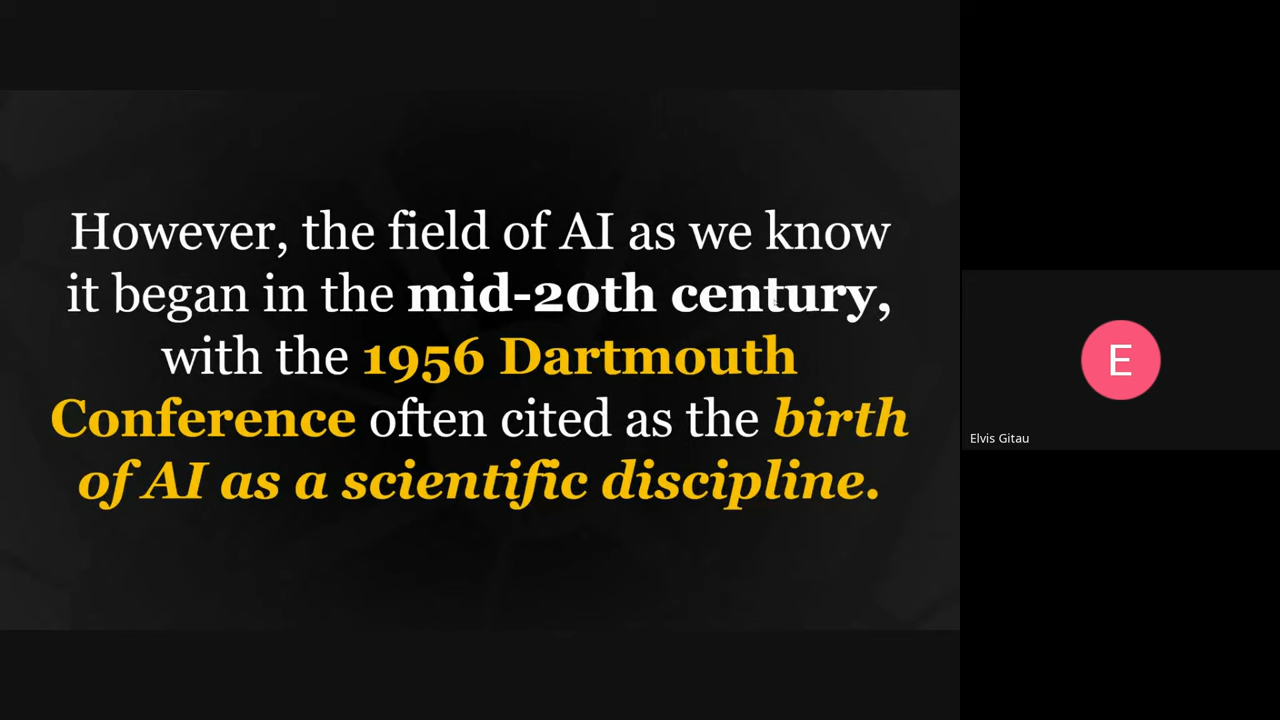 However, the field of AI as we know
it began in the mid-20th century,
with the 1956 Dartmouth
Conference often cited as the birth
of AI as a scientific discipline.
E
Elvis Gitau